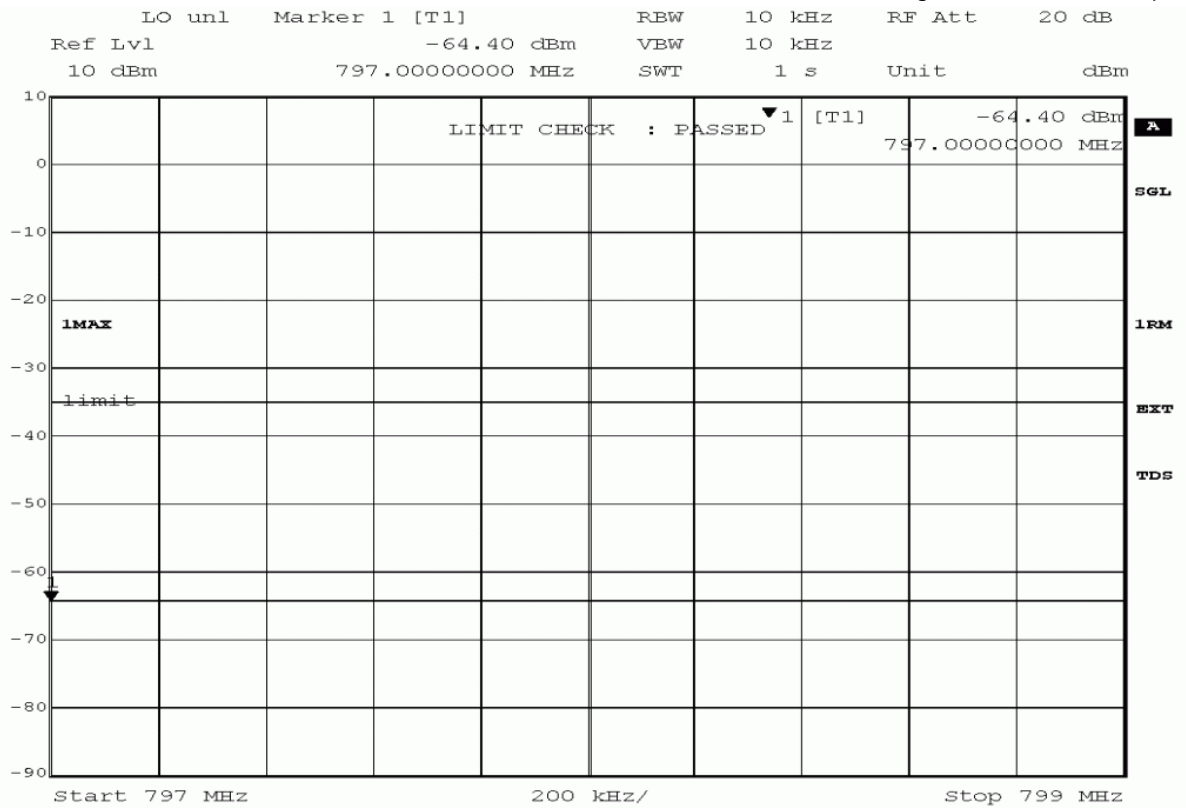 LO unl Marker 1 [T1] RBW 10 kHz RF Att 20 dB
Ref Lvl -64.40 dBm VBW 10 kHz
10 dBm 797.00000000 MHz SWT 1 s Unit dBm
10
1 [T1] -64.40 dBm
LIMIT CHECK : PASSED
A
797.00000000 MHz
0
SGL
-10
-20
1MAX 1RM
-30
limit
EXT
-40
TDS
-50
-60
1
-70
-80
-90
Start 797 MHz 200 kHz/ Stop 799 MHz